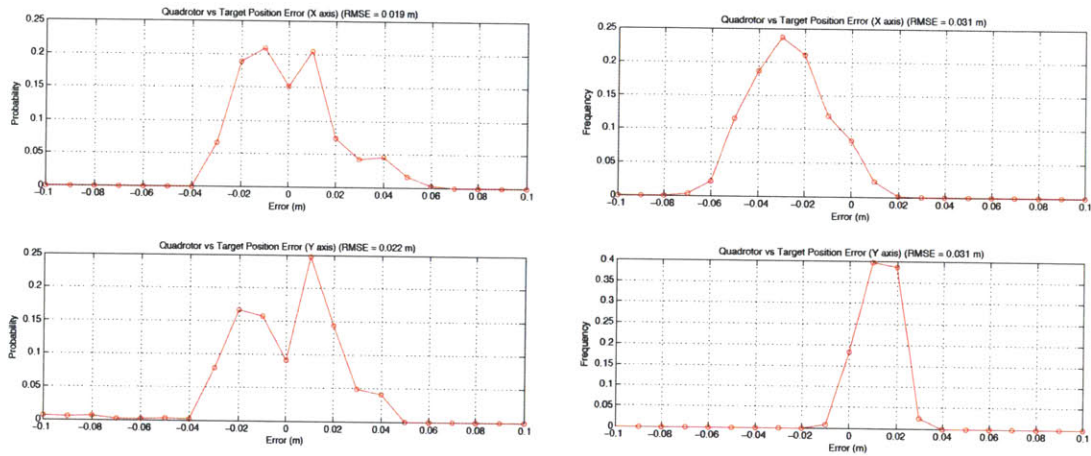 Quadrotor vs Target Position Error (X axis) (RMSE = 0.019 m)
0.25
0.2
0.15
0.1
0.05
0
Probability
−0.1 −0.08 −0.06 −0.04 −0.02 0 0.02 0.04 0.06 0.08 0.1
Error (m)
Quadrotor vs Target Position Error (X axis) (RMSE = 0.031 m)
0.25
0.2
0.15
0.1
0.05
0
Frequency
−0.1 −0.08 −0.06 −0.04 −0.02 0 0.02 0.04 0.06 0.08 0.1
Error (m)
Quadrotor vs Target Position Error (Y axis) (RMSE = 0.022 m)
0.25
0.2
0.15
0.1
0.05
0
Probability
−0.1 −0.08 −0.06 −0.04 −0.02 0 0.02 0.04 0.06 0.08 0.1
Error (m)
Quadrotor vs Target Position Error (Y axis) (RMSE = 0.031 m)
0.4
0.35
0.3
0.25
0.2
0.15
0.1
0.05
0
Frequency
−0.1 −0.08 −0.06 −0.04 −0.02 0 0.02 0.04 0.06 0.08 0.1
Error (m)